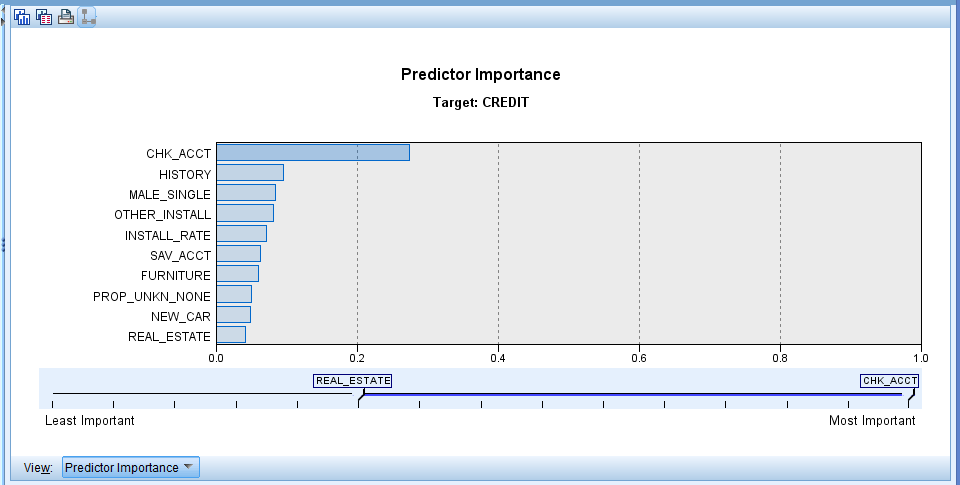 Predictor Importance
Target: CREDIT
CHK_ACCT
HISTORY
MALE_SINGLE
OTHER_INSTALL
INSTALL_RATE
SAV_ACCT
FURNITURE
PROP_UNKN_NONE
NEW_CAR
REAL_ESTATE
0.0 0.2 0.4 0.6 0.8 1.0
REAL_ESTATE CHK_ACCT
Least Important Most Important
View: Predictor Importance